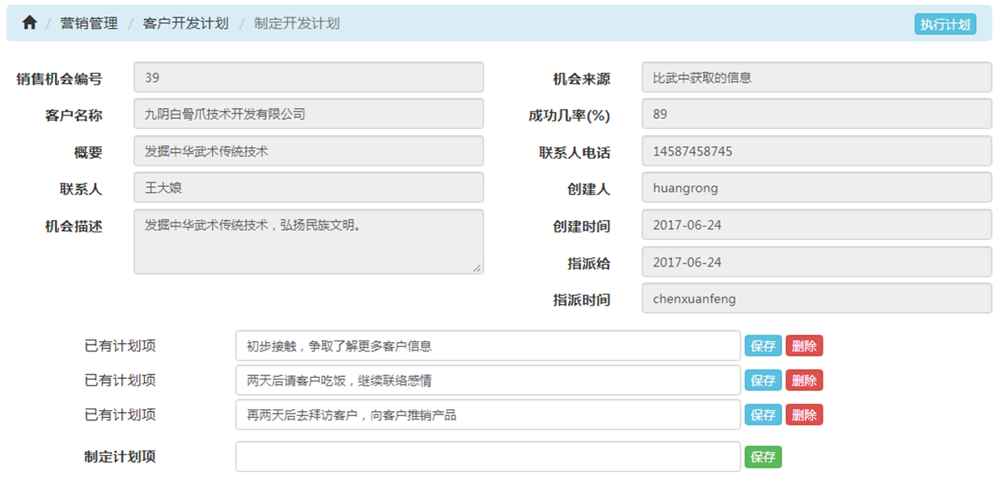 / 营销管理 / 客户开发计划 / 制定开发计划 执行计划
销售机会编号 39 机会来源 比武中获取的信息
客户名称 九阴白骨爪技术开发有限公司 成功几率(%) 89
概要 发掘中华武术传统技术 联系人电话 14587458745
联系人 王大娘 创建人 huangrong
机会描述 发掘中华武术传统技术，弘扬民族文明。 创建时间 2017-06-24
指派给 2017-06-24
指派时间 chenxuanfeng
已有计划项 初步接触，争取了解更多客户信息 保存 删除
已有计划项 两天后请客户吃饭，继续联络感情 保存 删除
已有计划项 再两天后去拜访客户，向客户推销产品 保存 删除
制定计划项 保存